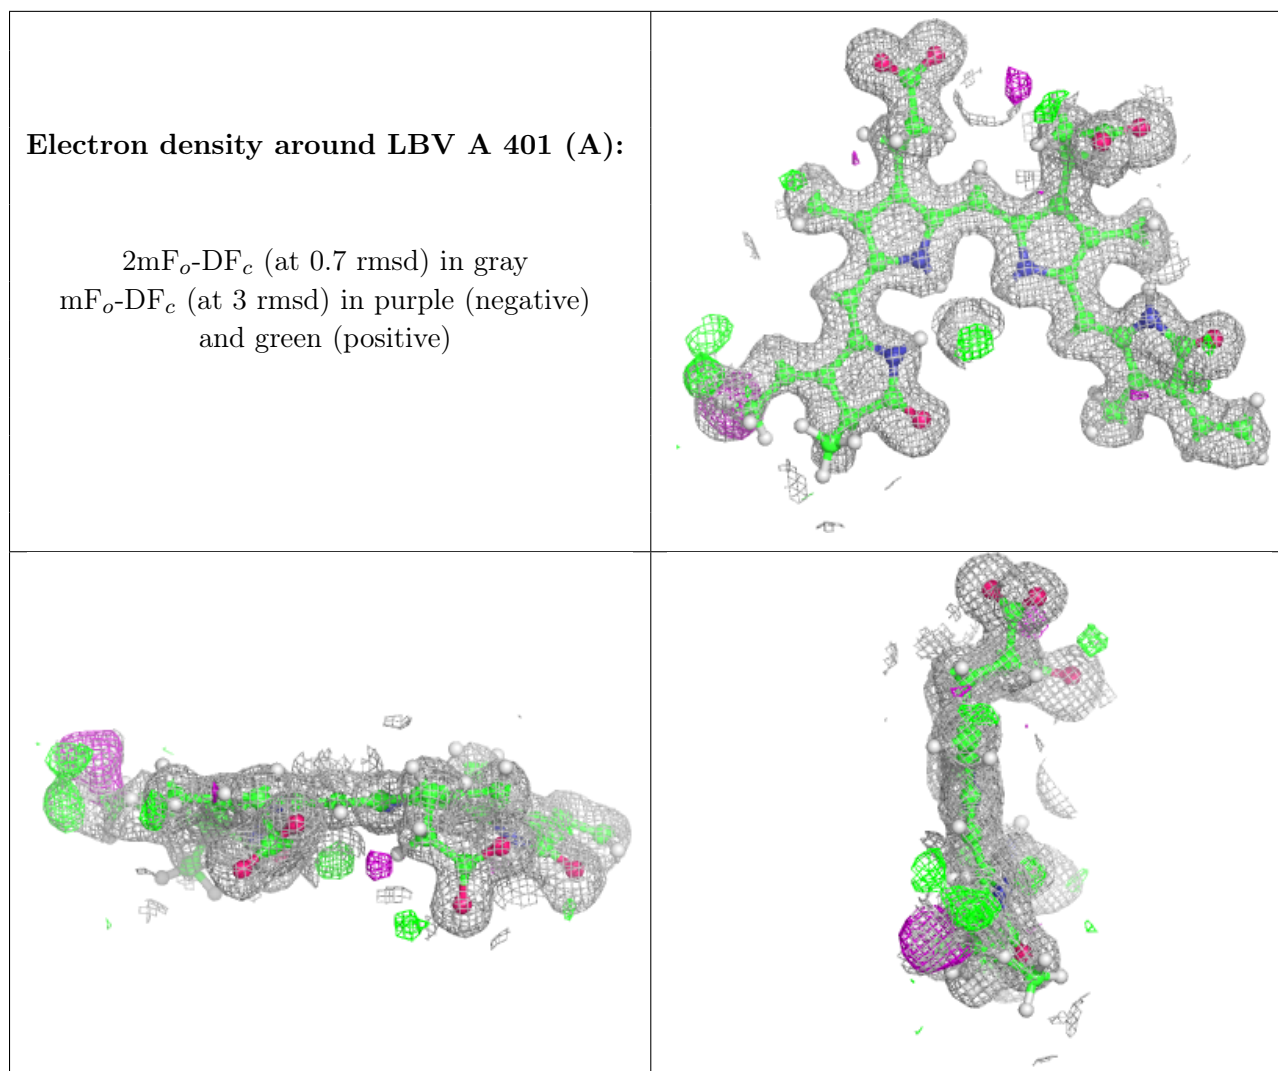 Electron density around LBV A 401 (A):
2mFo-DFc (at 0.7 rmsd) in gray
mFo-DFc (at 3 rmsd) in purple (negative)
and green (positive)